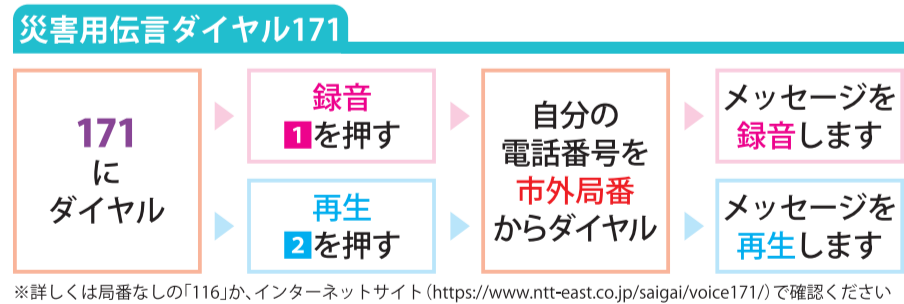 災害用伝言ダイヤル171
171
に
ダイヤル
録音
1を押す
再生
2を押す
自分の
電話番号を
市外局番
からダイヤル
メッセージを
録音します
メッセージを
再生します
※詳しくは局番なしの「116」か、インターネットサイト（https://www.ntt-east.co.jp/saigai/voice171/）で確認ください